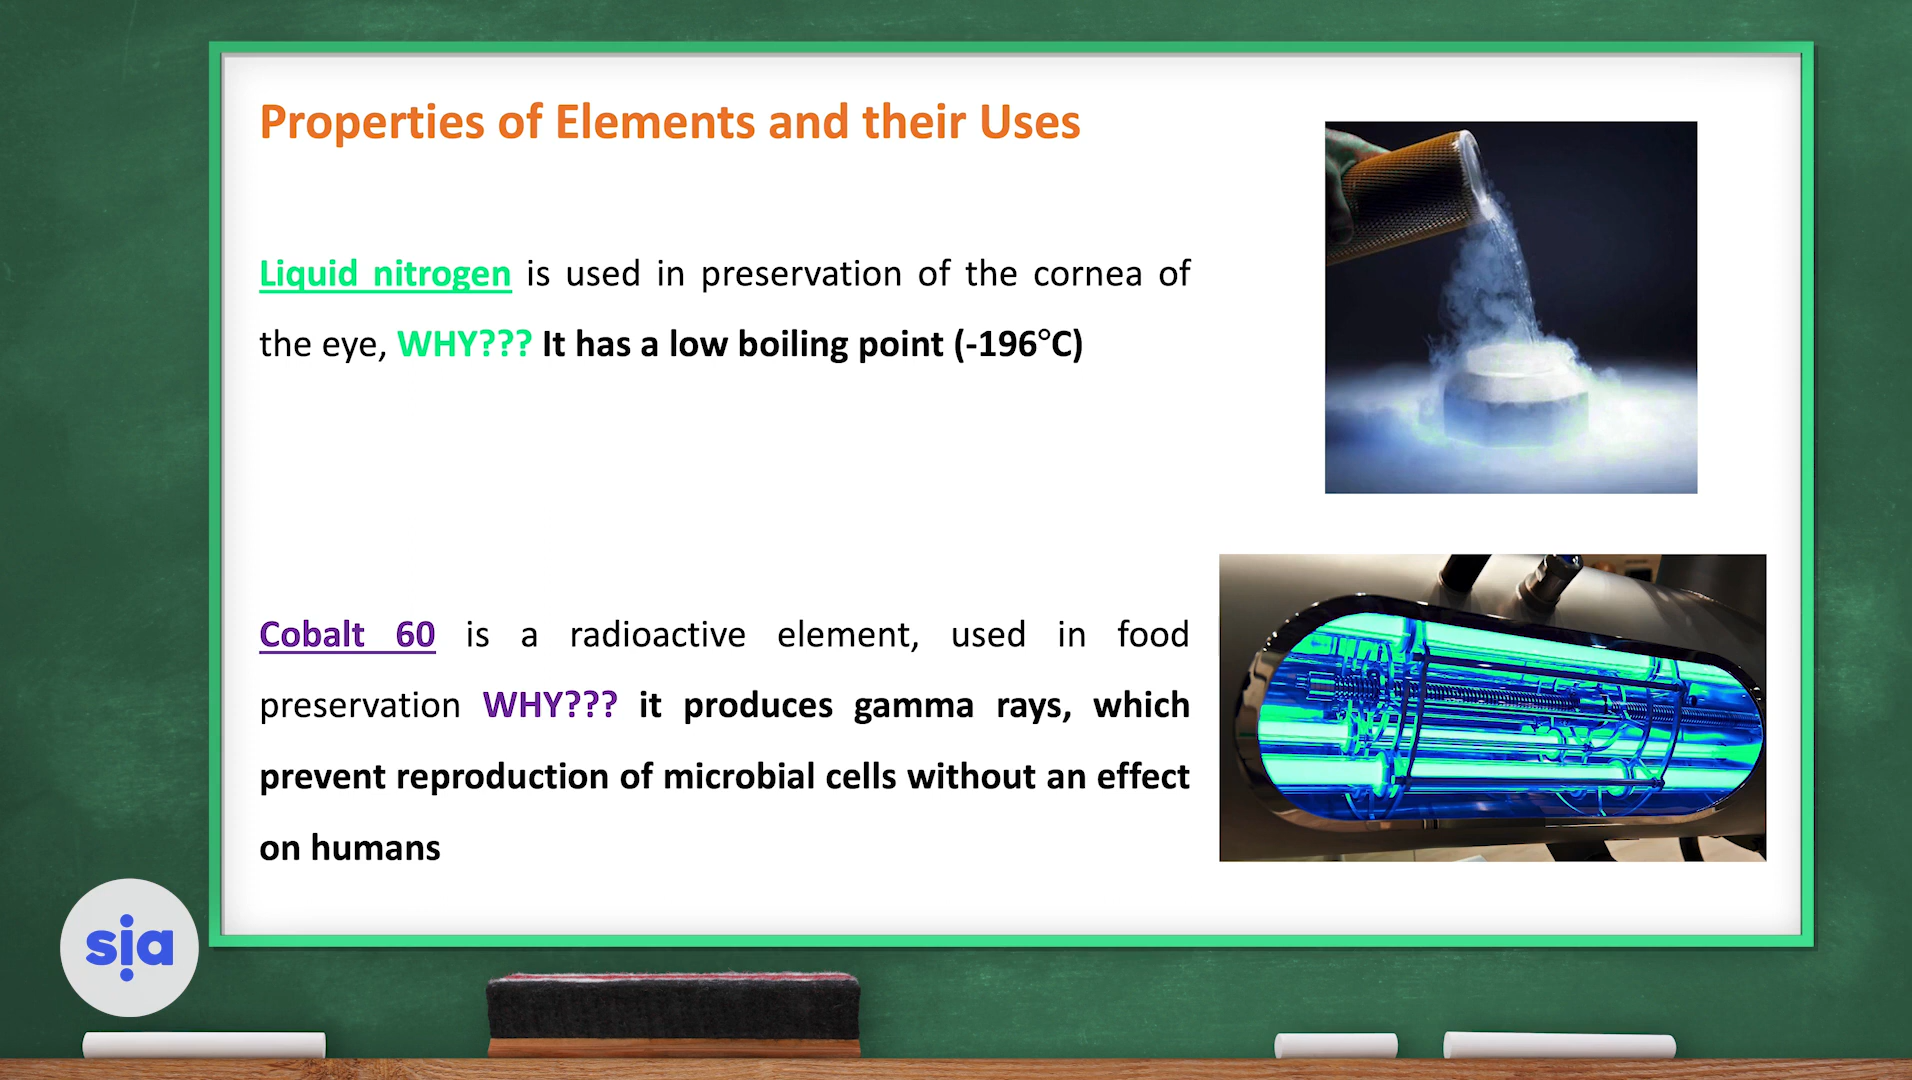 Properties of Elements and their Uses
Liquid nitrogen is used in preservation of the cornea of
the eye, WHY??? It has a low boiling point (-196°C)
Cobalt 60 is a radioactive element, used in food
preservation WHY??? it produces gamma rays, which
prevent reproduction of microbial cells without an effect
on humans
sia